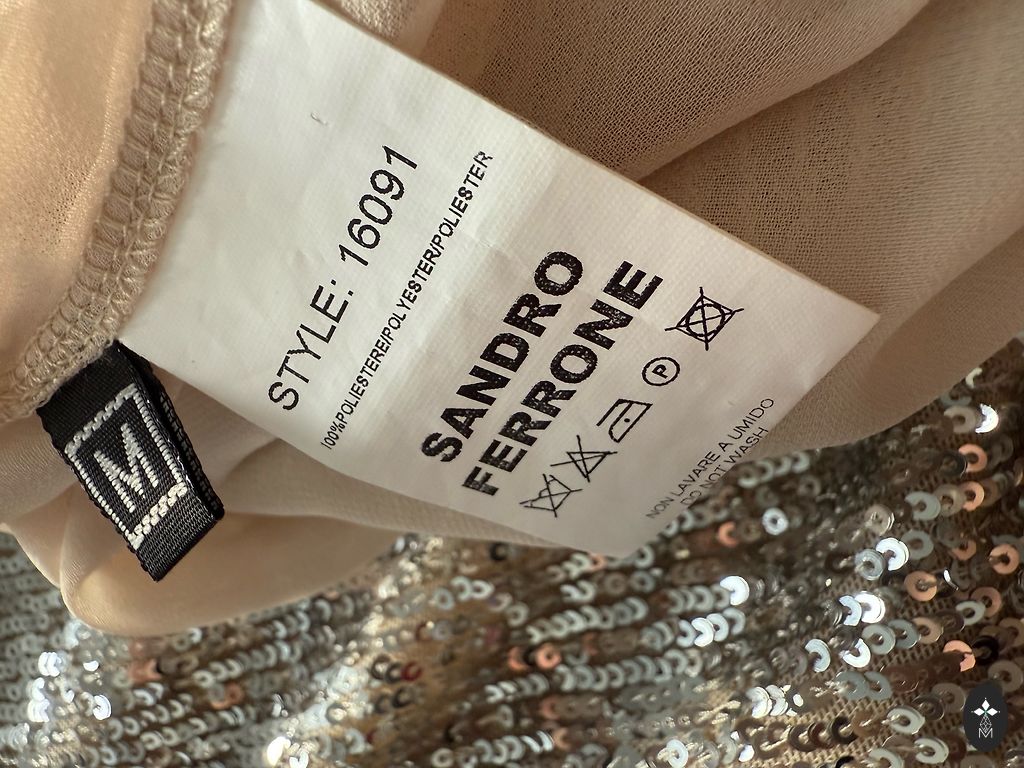 STYLE: 16091
100%POLIESTERE/POLYESTER/POLIESTER
SANDRO
FERRONE
P
NON LAVARE A UMIDO
DO NOT WASH
M
M